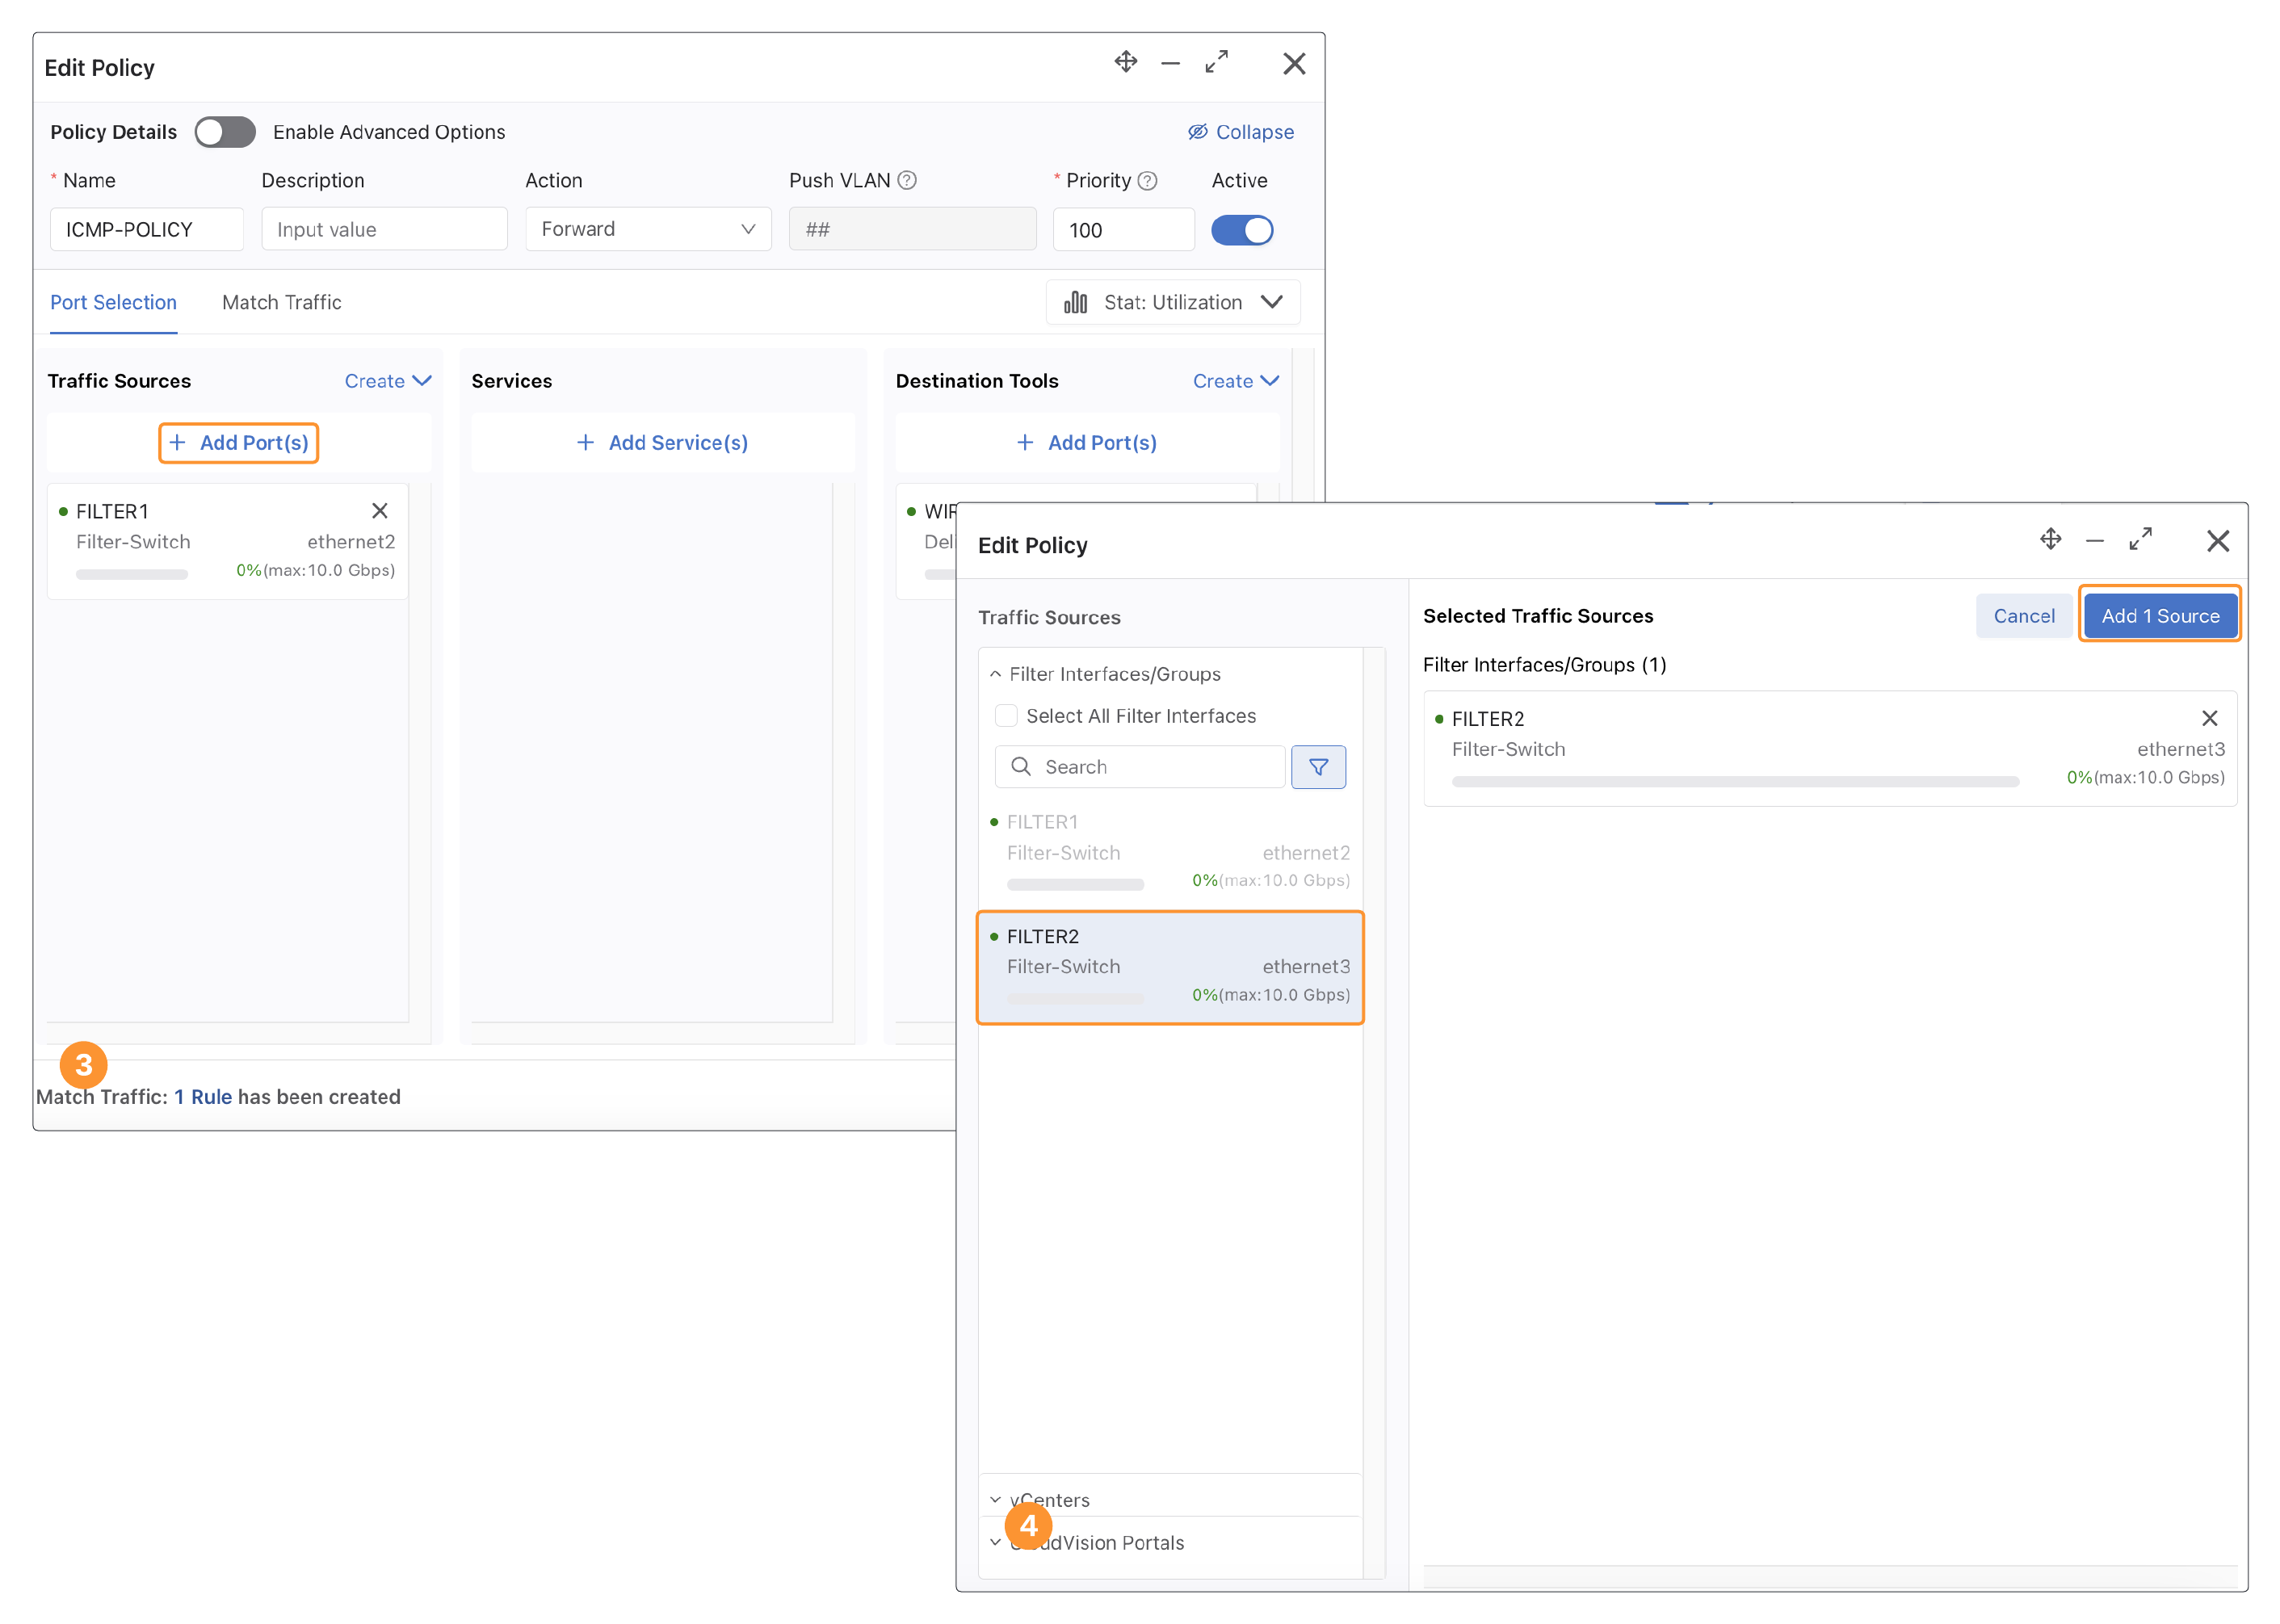 Edit Policy
Policy Details Enable Advanced Options Collapse
* Name Description Action Push VLAN ? * Priority ? Active
ICMP-POLICY Input value Forward ## 100
Port Selection Match Traffic Stat: Utilization
Traffic Sources Create Services Destination Tools Create
+ Add Port(s) + Add Service(s) + Add Port(s)
FILTER1
Filter-Switch ethernet2
0%(max:10.0 Gbps)
WIR
Deli
3
Match Traffic: 1 Rule has been created
Edit Policy
Traffic Sources
Filter Interfaces/Groups
Select All Filter Interfaces
Search
FILTER1
Filter-Switch ethernet2
0%(max:10.0 Gbps)
FILTER2
Filter-Switch ethernet3
0%(max:10.0 Gbps)
vCenters
4
CloudVision Portals
Selected Traffic Sources Cancel Add 1 Source
Filter Interfaces/Groups (1)
FILTER2
Filter-Switch ethernet3
0%(max:10.0 Gbps)